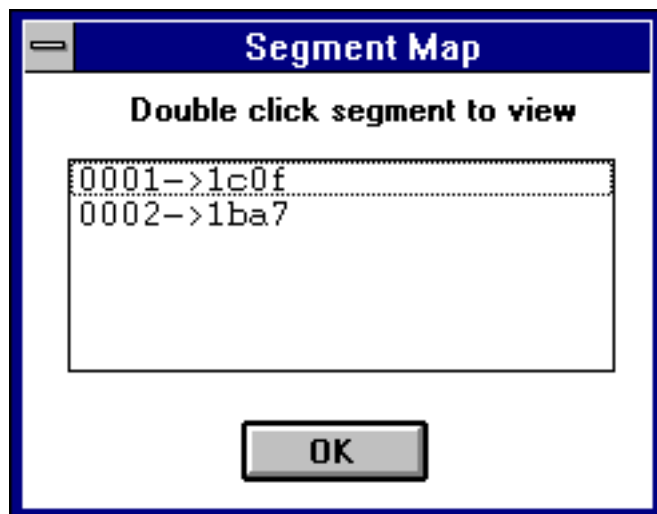 Segment Map
Double click segment to view
0001->1c0f
0002->1ba7
OK